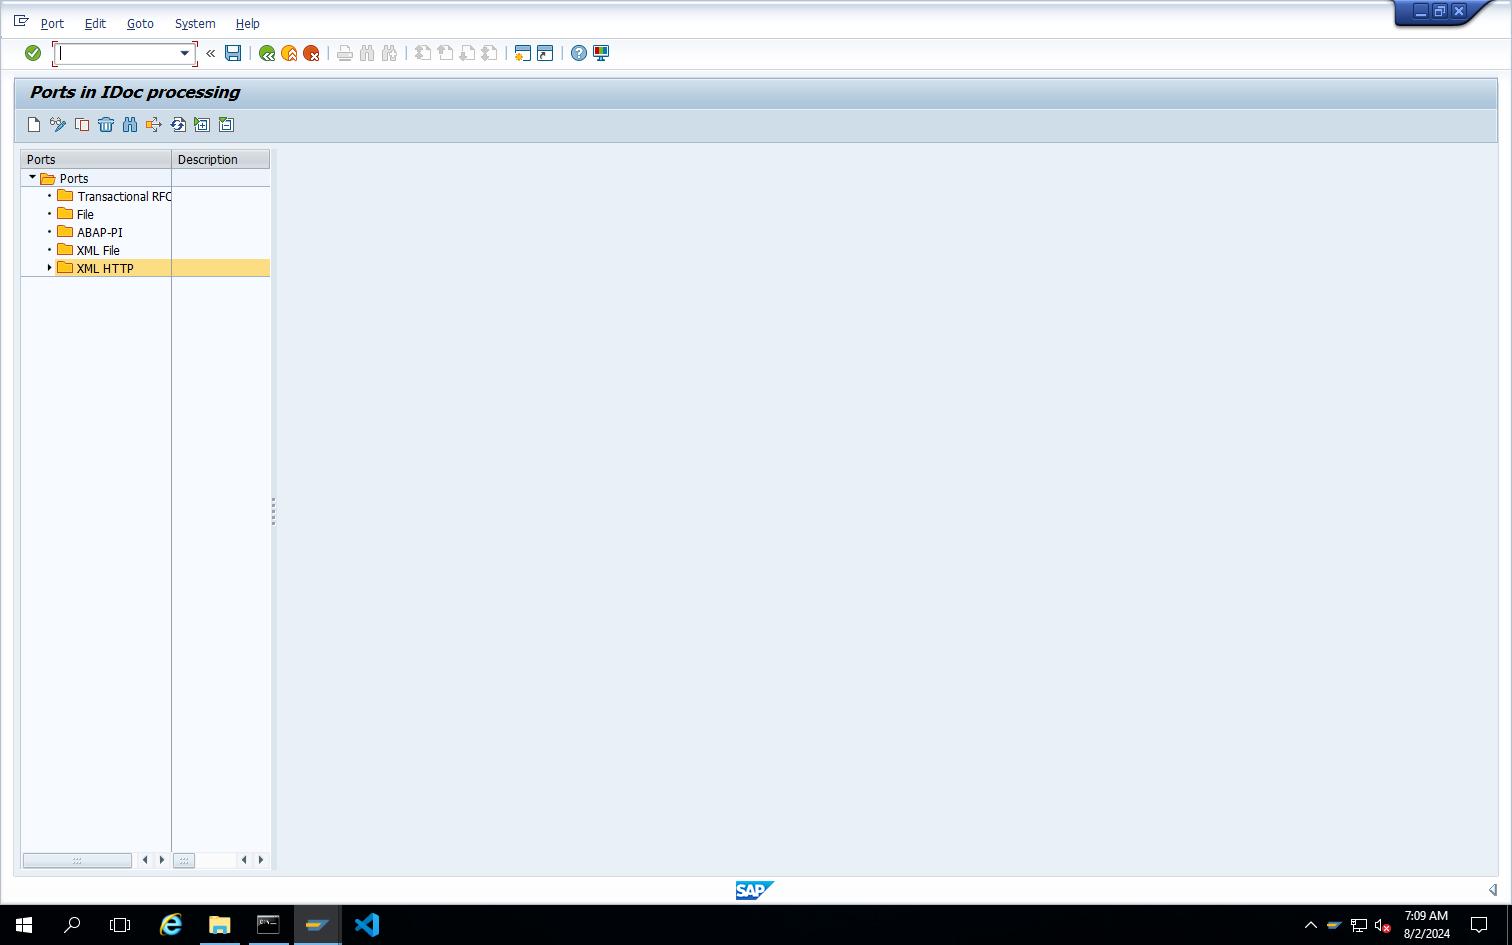 Port Edit Goto System Help
Ports in IDoc processing
Ports Description
Ports
Transactional RFC
File
ABAP-PI
XML File
XML HTTP
SAP
7:09 AM
8/2/2024